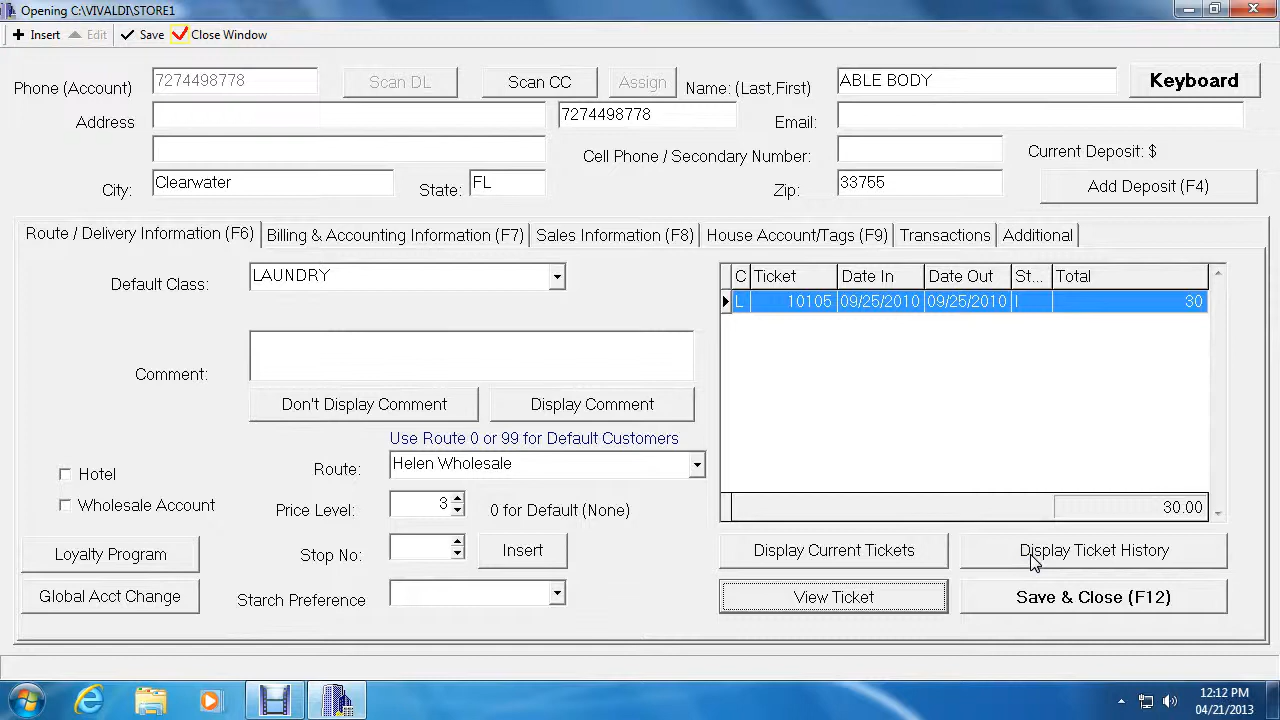 Opening C:\VIVALDI\STORE1
Insert Edit Save Close Window
Phone (Account) 7274498778 Scan DL Scan CC Assign Name: (Last,First) ABLE BODY Keyboard
Address 7274498778 Email:
Cell Phone / Secondary Number: Current Deposit: $
City: Clearwater State: FL Zip: 33755 Add Deposit (F4)
Route / Delivery Information (F6) Billing & Accounting Information (F7) Sales Information (F8) House Account/Tags (F9) Transactions Additional
Default Class: LAUNDRY
C Ticket Date In Date Out St... Total
L 10105 09/25/2010 09/25/2010 I 30
Comment:
Don't Display Comment Display Comment
Use Route 0 or 99 for Default Customers
Hotel Route: Helen Wholesale
Wholesale Account Price Level: 3 0 for Default (None) 30.00
Loyalty Program Stop No: Insert Display Current Tickets Display Ticket History
Global Acct Change Starch Preference View Ticket Save & Close (F12)
12:12 PM
04/21/2013